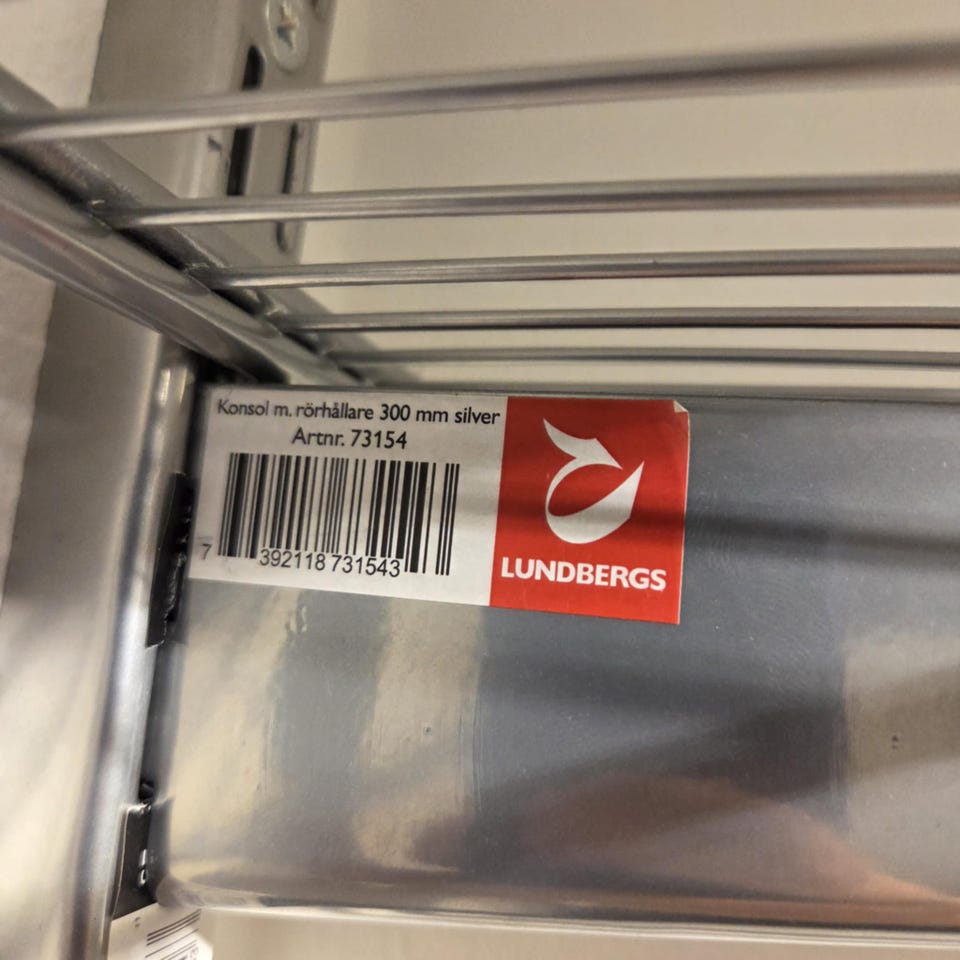 Konsol m. rörhållare 300 mm silver
Artnr. 73154
7 392118 731543
LUNDBERGS